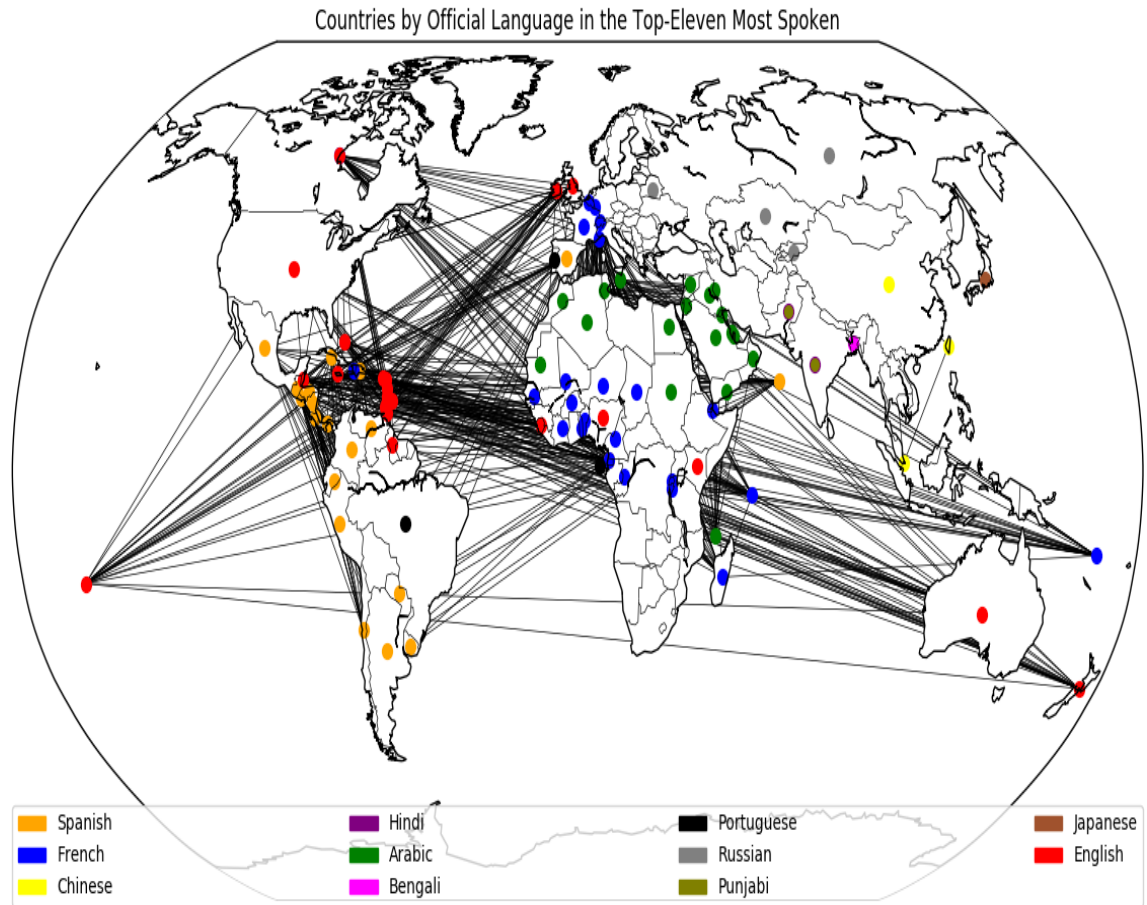 Countries by Official Language in the Top-Eleven Most Spoken
Spanish
French
Chinese
Hindi
Arabic
Bengali
Portuguese
Russian
Punjabi
Japanese
English